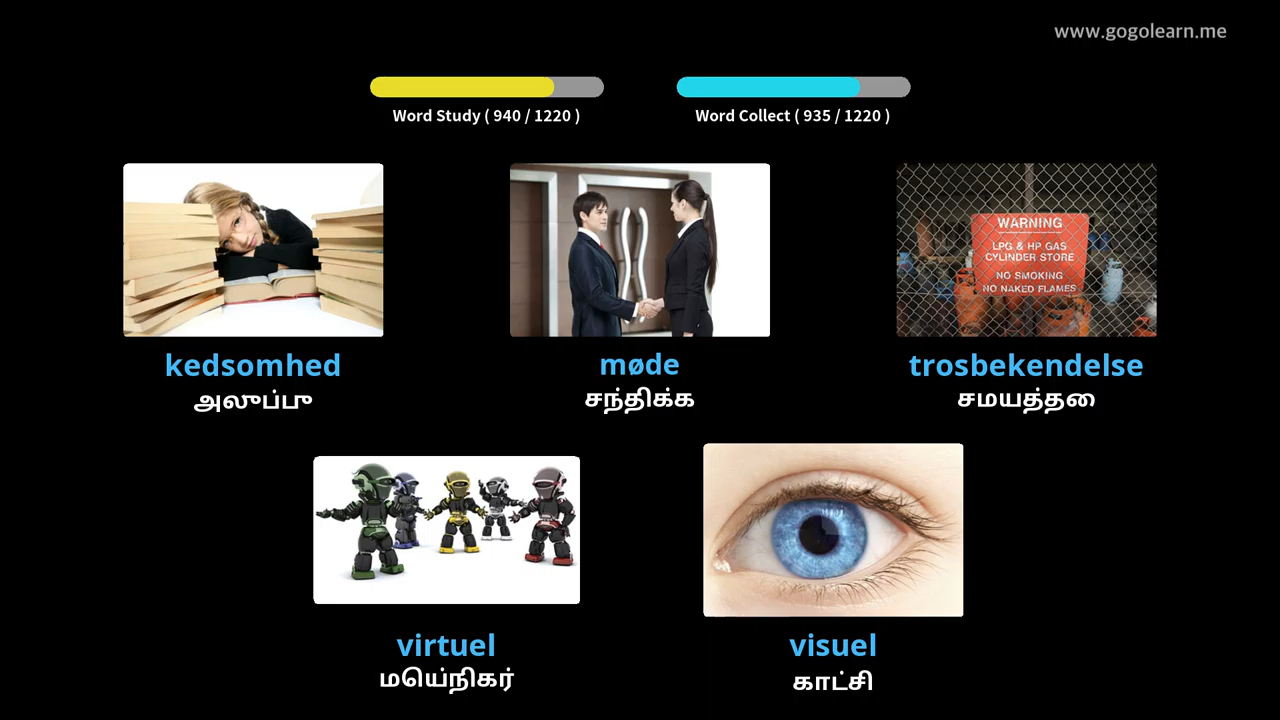 www.gogolearn.me
Word Study ( 940 / 1220 )
Word Collect ( 935 / 1220 )
WARNING
LPG & HP GAS
CYLINDER STORE
NO SMOKING
NO NAKED FLAMES
kedsomhed
அலுப்பு
møde
சந்திக்க
trosbekendelse
சமயத்தை
virtuel
மெய்நிகர்
visuel
காட்சி